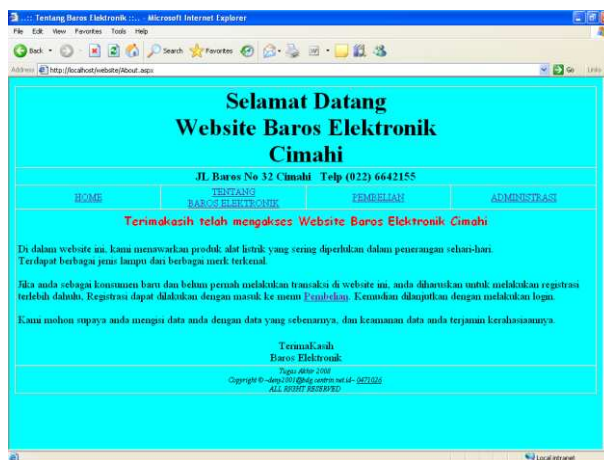 ..:: Tentang Baros Elektronik ::.. - Microsoft Internet Explorer
File Edit View Favorites Tools Help
Back Search Favorites
Address http://localhost/website/About.aspx Go Links
Selamat Datang
Website Baros Elektronik
Cimahi
JL Baros No 32 Cimahi Telp (022) 6642155
HOME TENTANG BAROS ELEKTRONIK PEMBELIAN ADMINISTRASI
Terimakasih telah mengakses Website Baros Elektronik Cimahi
Di dalam website ini, kami menawarkan produk alat listrik yang sering diperlukan dalam penerangan sehari-hari.
Terdapat berbagai jenis lampu dari berbagai merk terkenal.
Jika anda sebagai konsumen baru dan belum pernah melakukan transaksi di website ini, anda diharuskan untuk melakukan registrasi
terlebih dahulu, Registrasi dapat dilakukan dengan masuk ke menu Pembelian. Kemudian dilanjutkan dengan melakukan login.
Kami mohon supaya anda mengisi data anda dengan data yang sebenarnya, dan keamanan data anda terjamin kerahasiaannya.
TerimaKasih
Baros Elektronik
Tugas Akhir 2008
Copyright © 0471026
ALL RIGHT RESERVED
Local intranet